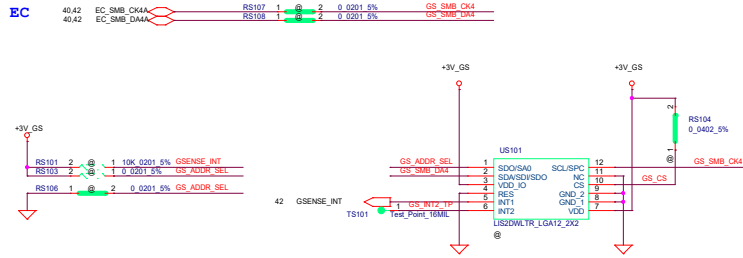 EC
40,42 EC_SMB_CK4A RS107 1 @ 2 0_0201_5% GS_SMB_CK4
40,42 EC_SMB_DA4A RS108 1 @ 2 0_0201_5% GS_SMB_DA4
+3V_GS +3V_GS
2
RS104
0_0402_5%
1
@
+3V_GS
RS101 2 @ 1 10K_0201_5% GSENSE_INT
RS103 2 @ 1 0_0201_5% GS_ADDR_SEL
RS106 1 @ 2 0_0201_5% GS_ADDR_SEL
US101
GS_ADDR_SEL 1 SDO/SA0 SCL/SPC 12 GS_SMB_CK4
GS_SMB_DA4 2 SDA/SDI/SDO NC 11
3 VDD_IO CS 10 GS_CS
4 RES GND_2 9
42 GSENSE_INT 5 INT1 GND_1 8
TS101 1 GS_INT2_TP 6 INT2 VDD 7
Test_Point_16MIL
LIS2DWLTR_LGA12_2X2
@